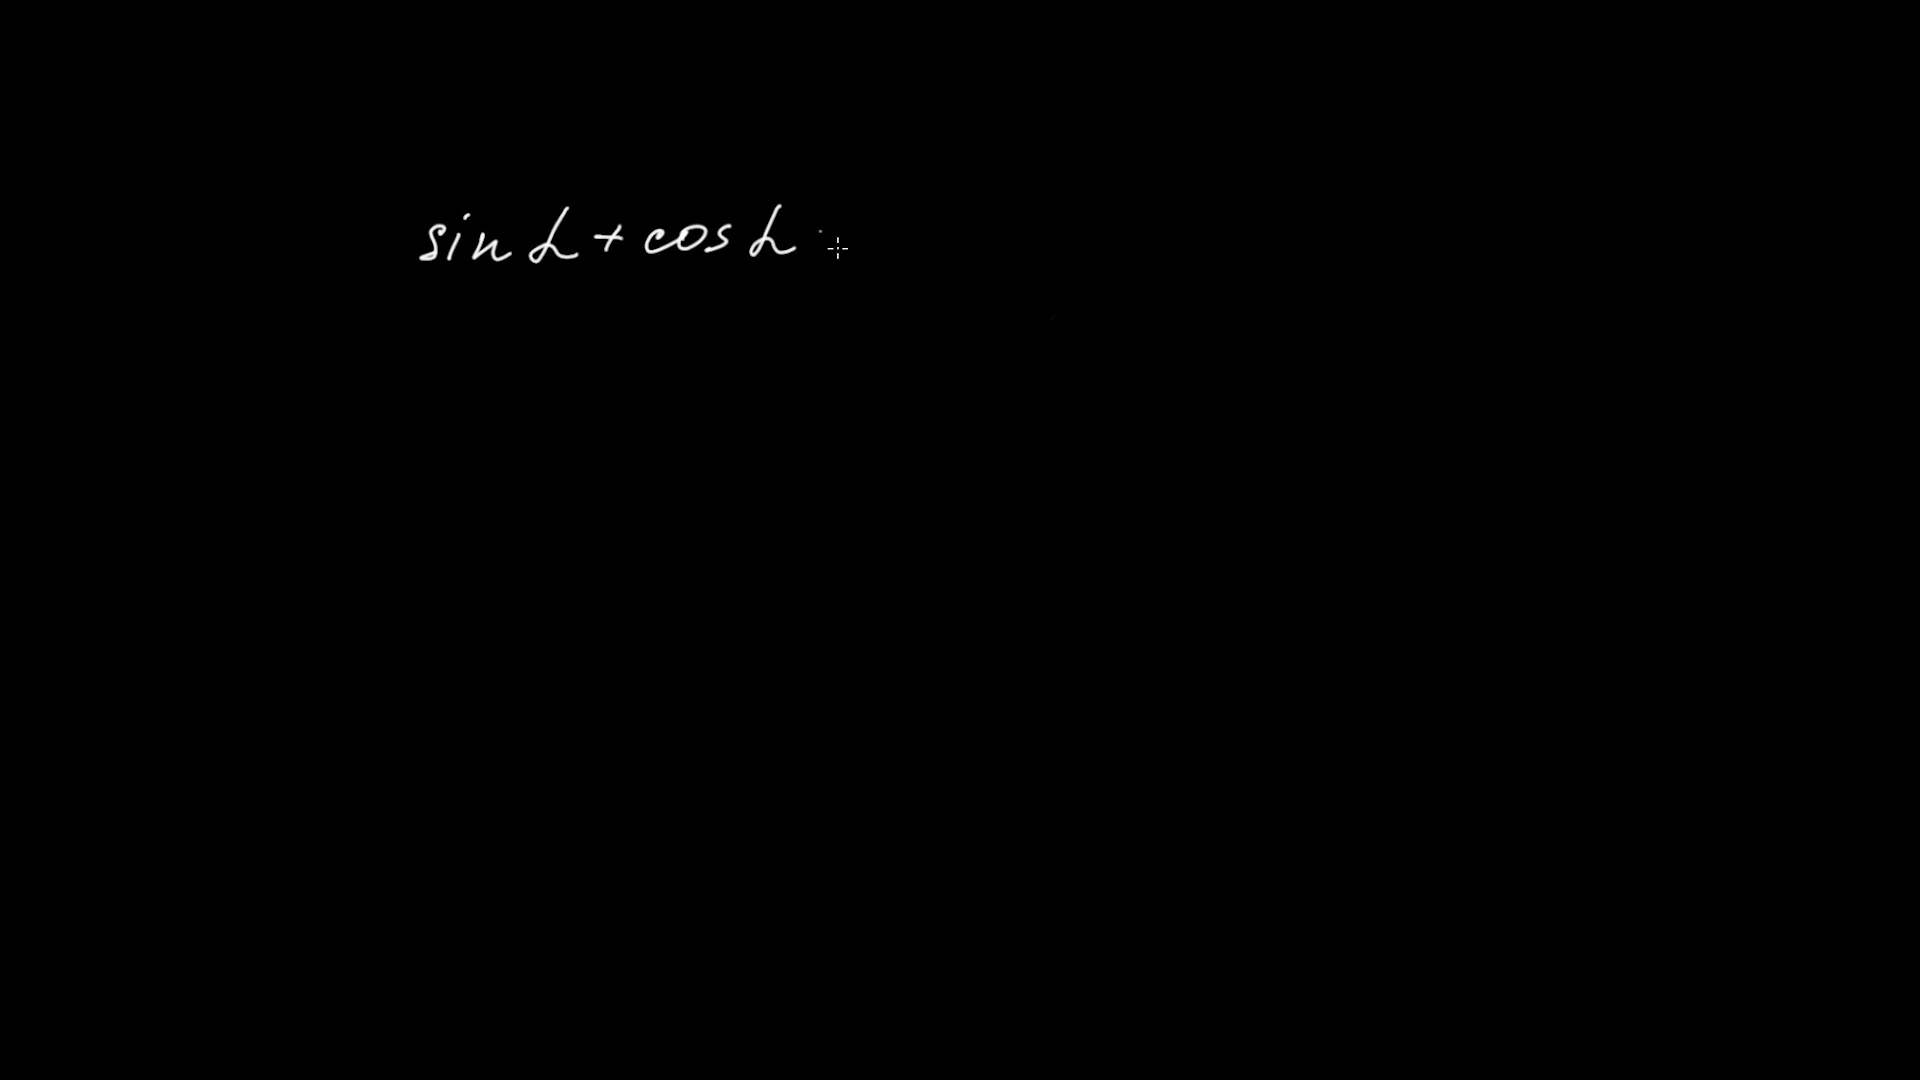 sin α + cos α